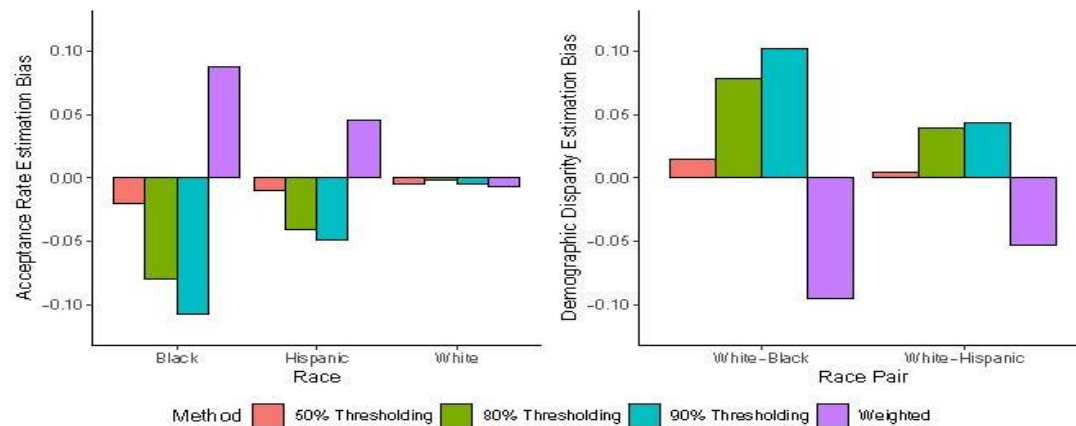 Acceptance Rate Estimation Bias
0.10
0.05
0.00
−0.05
−0.10
Black Hispanic White
Race
Demographic Disparity Estimation Bias
0.10
0.05
0.00
−0.05
−0.10
White−Black White−Hispanic
Race Pair
Method 50% Thresholding 80% Thresholding 90% Thresholding Weighted